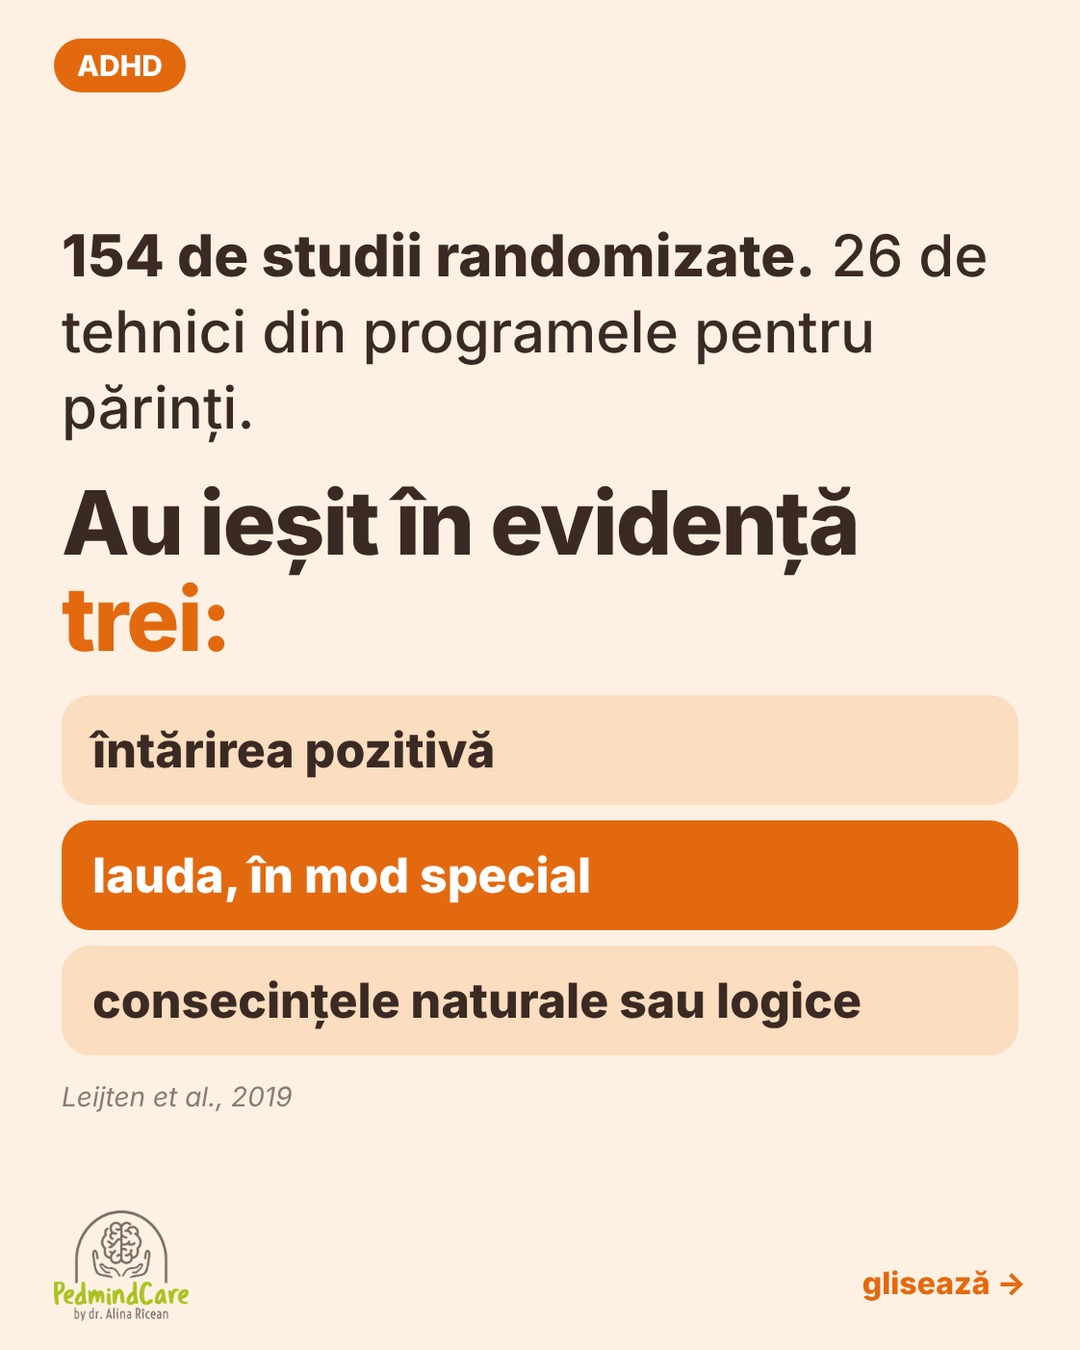 ADHD
154 de studii randomizate. 26 de
tehnici din programele pentru
părinți.
Au ieșit în evidență
trei:
întărirea pozitivă
lauda, în mod special
consecințele naturale sau logice
Leijten et al., 2019
PedmindCare
by dr. Alina Rîcean
glisează →